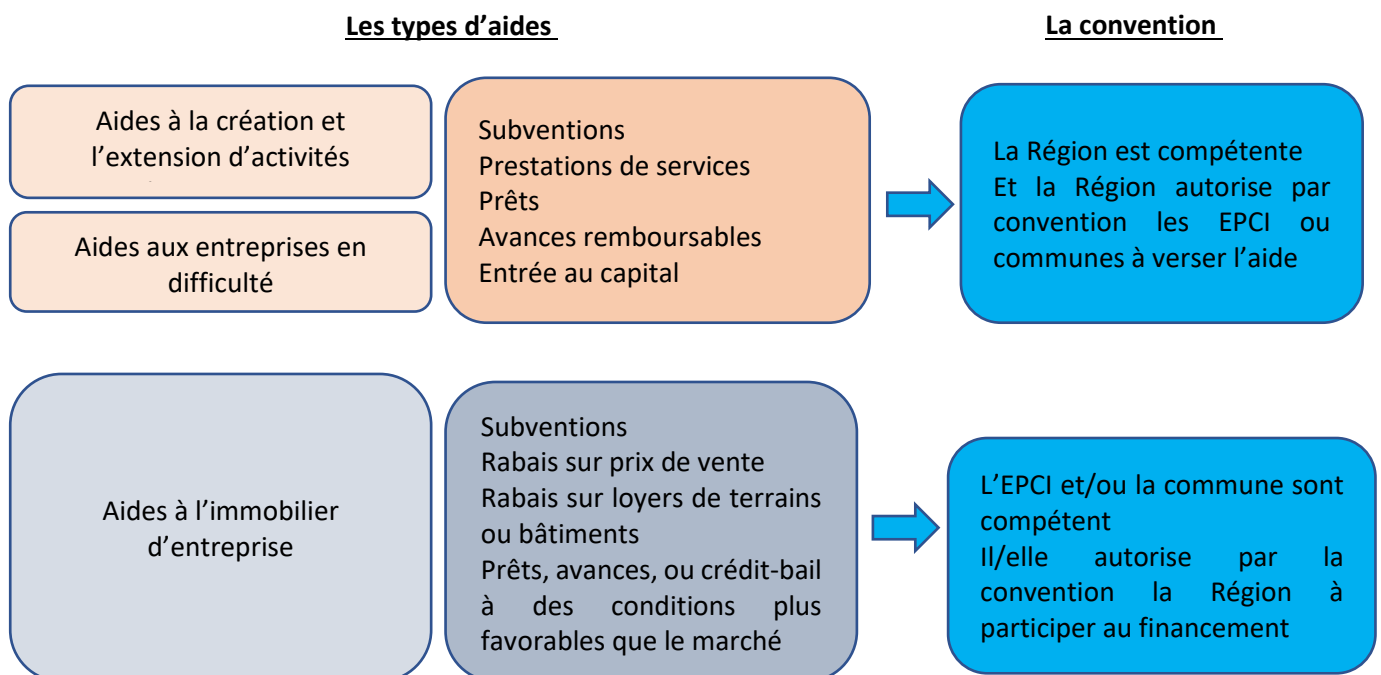 Les types d’aides
La convention
Aides à la création et
l’extension d’activités
Aides aux entreprises en
difficulté
Subventions
Prestations de services
Prêts
Avances remboursables
Entrée au capital
La Région est compétente
Et la Région autorise par
convention les EPCI ou
communes à verser l’aide
Aides à l’immobilier
d’entreprise
Subventions
Rabais sur prix de vente
Rabais sur loyers de terrains
ou bâtiments
Prêts, avances, ou crédit-bail
à des conditions plus
favorables que le marché
L’EPCI et/ou la commune sont
compétent
Il/elle autorise par la
convention la Région à
participer au financement